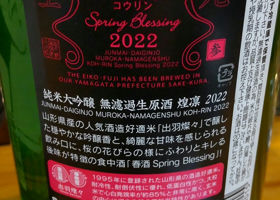 コウリン
Spring Blessing
2022
JUNMAI-DAIGINJO
MUROKA-NAMAGENSHU
KOH-RIN Spring Blessing 2022
参
THE EIKO-FUJI HAS BEEN BREWED IN
OUR YAMAGATA PREFECTURE SAKE-KURA.
純米大吟醸 無濾過生原酒 煌凛 2022
JUNMAI-DAIGINJO MUROKA-NAMAGENSHU KOH-RIN 2022
山形県産の人気酒造好適米「出羽燦々」で醸し
た穏やかな吟醸香と、綺麗な甘味を感じられる
飲み口に、桜の花びらの様にふわりとキレる
後味が特徴の食中酒「春酒 Spring Blessing」!!
1995年に登録された山形県の酒造好適米。